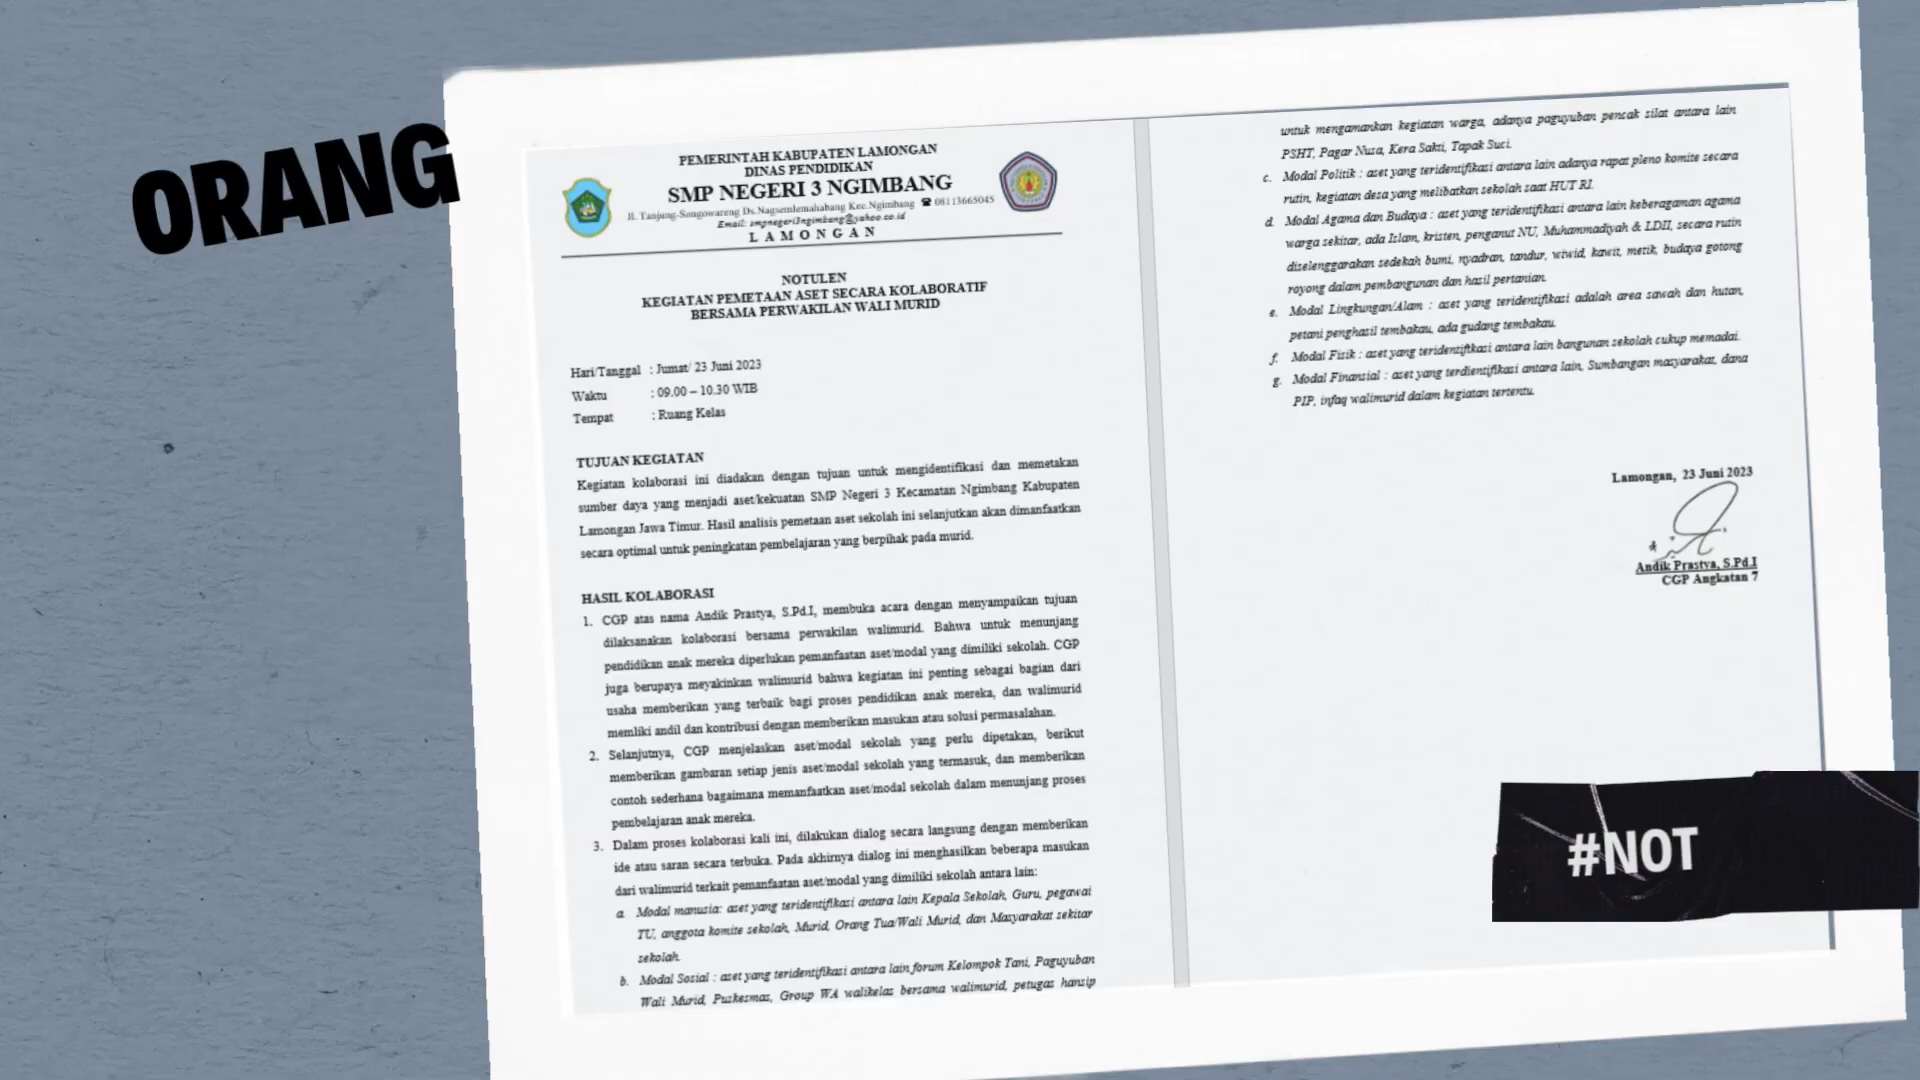 ORANG
PEMERINTAH KABUPATEN LAMONGAN
DINAS PENDIDIKAN
SMP NEGERI 3 NGIMBANG
Jl. Tanjung-Songowareng Ds.Nagsemlemahabang Kec.Ngimbang ☎ 08113665045
Email: smpnegeri3ngimbang@yahoo.co.id
L A M O N G A N
NOTULEN
KEGIATAN PEMETAAN ASET SECARA KOLABORATIF
BERSAMA PERWAKILAN WALI MURID
Hari/Tanggal : Jumat/ 23 Juni 2023
Waktu : 09.00 – 10.30 WIB
Tempat : Ruang Kelas
TUJUAN KEGIATAN
Kegiatan kolaborasi ini diadakan dengan tujuan untuk mengidentifikasi dan memetakan
sumber daya yang menjadi aset/kekuatan SMP Negeri 3 Kecamatan Ngimbang Kabupaten
Lamongan Jawa Timur. Hasil analisis pemetaan aset sekolah ini selanjutkan akan dimanfaatkan
secara optimal untuk peningkatan pembelajaran yang berpihak pada murid.
HASIL KOLABORASI
1. CGP atas nama Andik Prastya, S.Pd.I, membuka acara dengan menyampaikan tujuan
dilaksanakan kolaborasi bersama perwakilan walimurid. Bahwa untuk menunjang
pendidikan anak mereka diperlukan pemanfaatan aset/modal yang dimiliki sekolah. CGP
juga berupaya meyakinkan walimurid bahwa kegiatan ini penting sebagai bagian dari
usaha memberikan yang terbaik bagi proses pendidikan anak mereka, dan walimurid
memliki andil dan kontribusi dengan memberikan masukan atau solusi permasalahan.
2. Selanjutnya, CGP menjelaskan aset/modal sekolah yang perlu dipetakan, berikut
memberikan gambaran setiap jenis aset/modal sekolah yang termasuk, dan memberikan
contoh sederhana bagaimana memanfaatkan aset/modal sekolah dalam menunjang proses
pembelajaran anak mereka.
3. Dalam proses kolaborasi kali ini, dilakukan dialog secara langsung dengan memberikan
ide atau saran secara terbuka. Pada akhirnya dialog ini menghasilkan beberapa masukan
dari walimurid terkait pemanfaatan aset/modal yang dimiliki sekolah antara lain:
a. Modal manusia: aset yang teridentifikasi antara lain Kepala Sekolah, Guru, pegawai
TU, anggota komite sekolah, Murid, Orang Tua/Wali Murid, dan Masyarakat sekitar
sekolah.
b. Modal Sosial : aset yang teridentifikasi antara lain forum Kelompok Tani, Paguyuban
Wali Murid, Puskesmas, Group WA walikelas bersama walimurid, petugas hansip
untuk mengamankan kegiatan warga, adanya paguyuban pencak silat antara lain
PSHT, Pagar Nusa, Kera Sakti, Tapak Suci.
c. Modal Politik : aset yang teridentifikasi antara lain adanya rapat pleno komite secara
rutin, kegiatan desa yang melibatkan sekolah saat HUT RI.
d. Modal Agama dan Budaya : aset yang teridentifikasi antara lain keberagaman agama
warga sekitar, ada Islam, kristen, penganut NU, Muhammadiyah & LDII, secara rutin
diselenggarakan sedekah bumi, nyadran, tandur, wiwid, kawit, metik, budaya gotong
royong dalam pembangunan dan hasil pertanian.
e. Modal Lingkungan/Alam : aset yang teridentifikasi adalah area sawah dan hutan,
petani penghasil tembakau, ada gudang tembakau.
f. Modal Fisik : aset yang teridentifikasi antara lain bangunan sekolah cukup memadai.
g. Modal Finansial : aset yang terdientifikasi antara lain, Sumbangan masyarakat, dana
PIP, infaq walimurid dalam kegiatan tertentu.
Lamongan, 23 Juni 2023
Andik Prastya, S.Pd.I
CGP Angkatan 7
#NOT